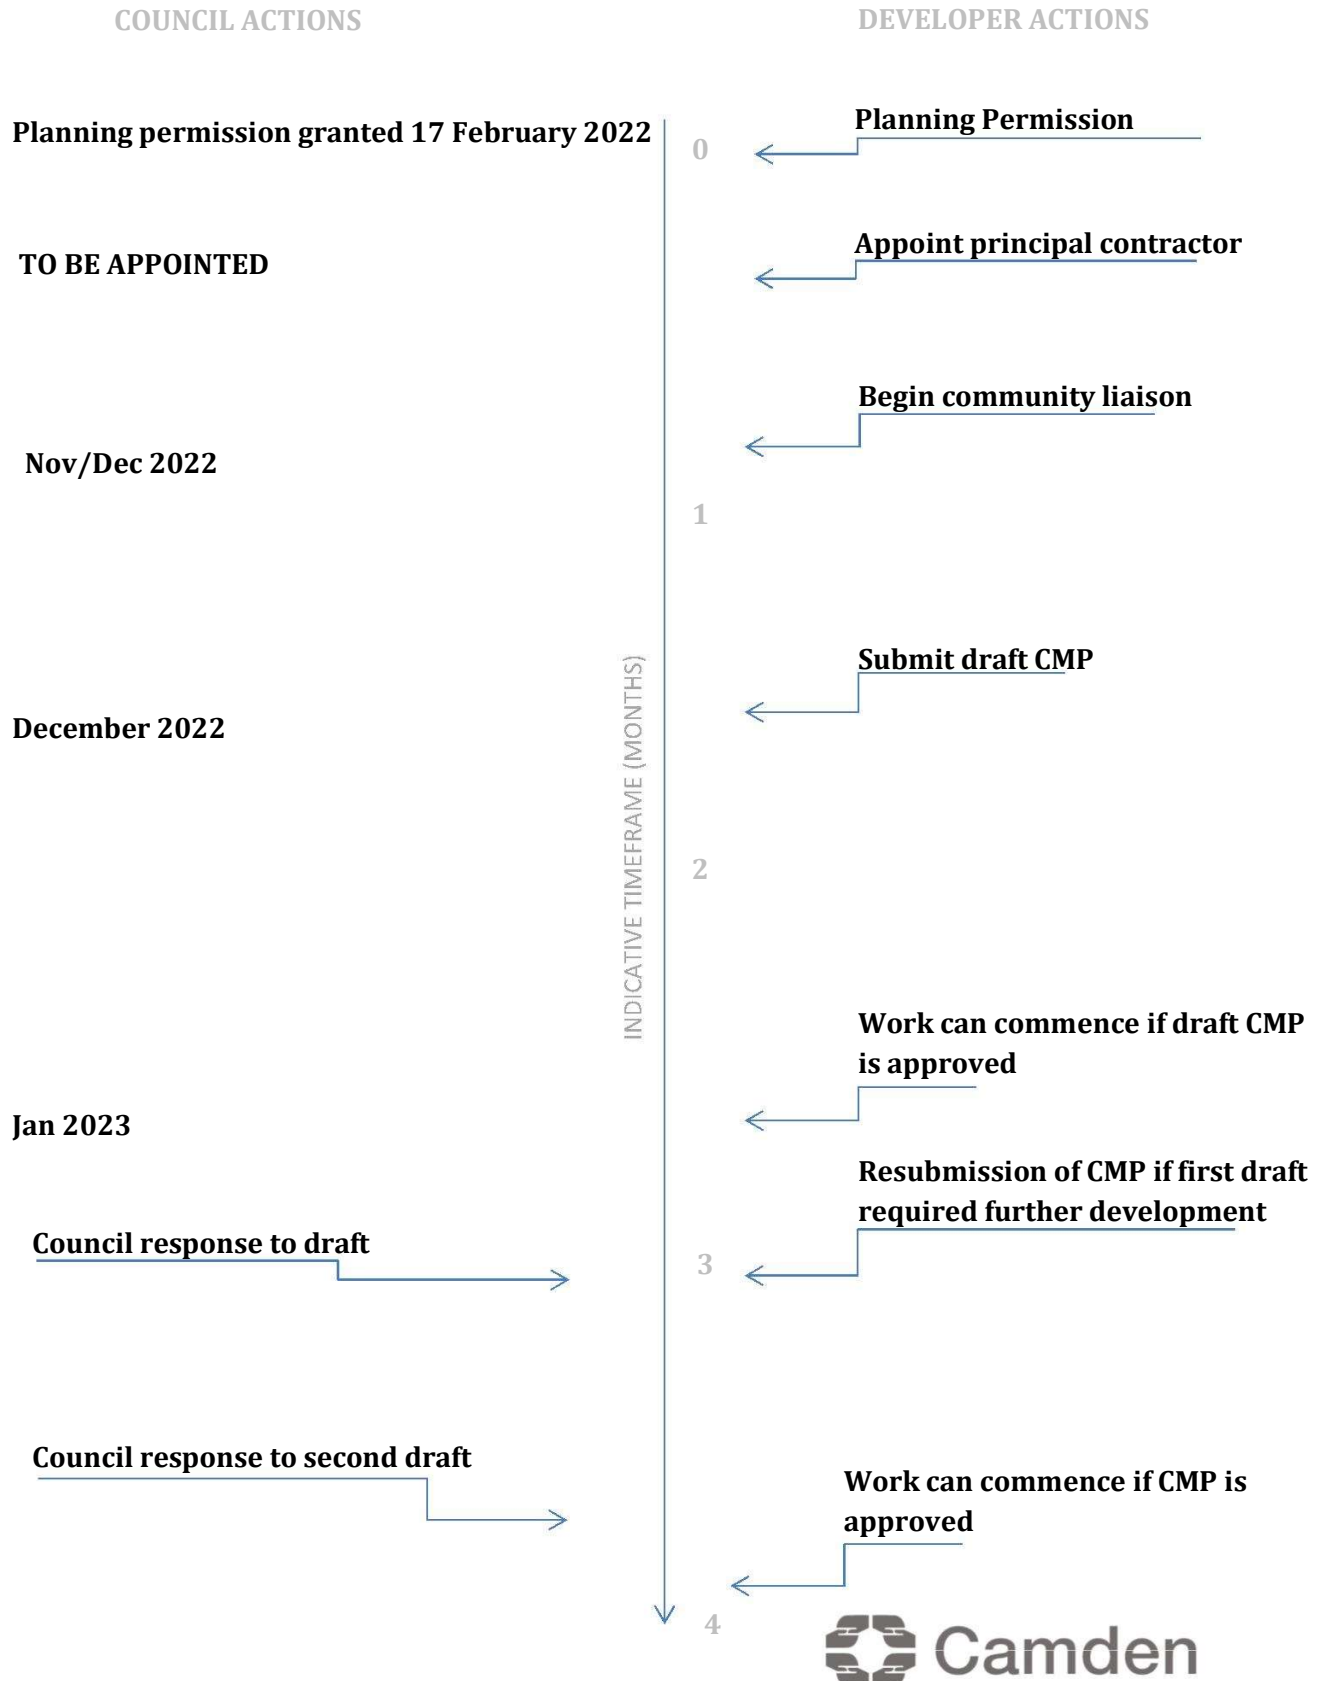 COUNCIL ACTIONS
DEVELOPER ACTIONS
Planning permission granted 17 February 2022
0
Planning Permission
TO BE APPOINTED
Appoint principal contractor
Begin community liaison
Nov/Dec 2022
1
Submit draft CMP
December 2022
INDICATIVE TIMEFRAME (MONTHS)
2
Work can commence if draft CMP
is approved
Jan 2023
Resubmission of CMP if first draft
required further development
Council response to draft
3
Council response to second draft
Work can commence if CMP is
approved
4
Camden